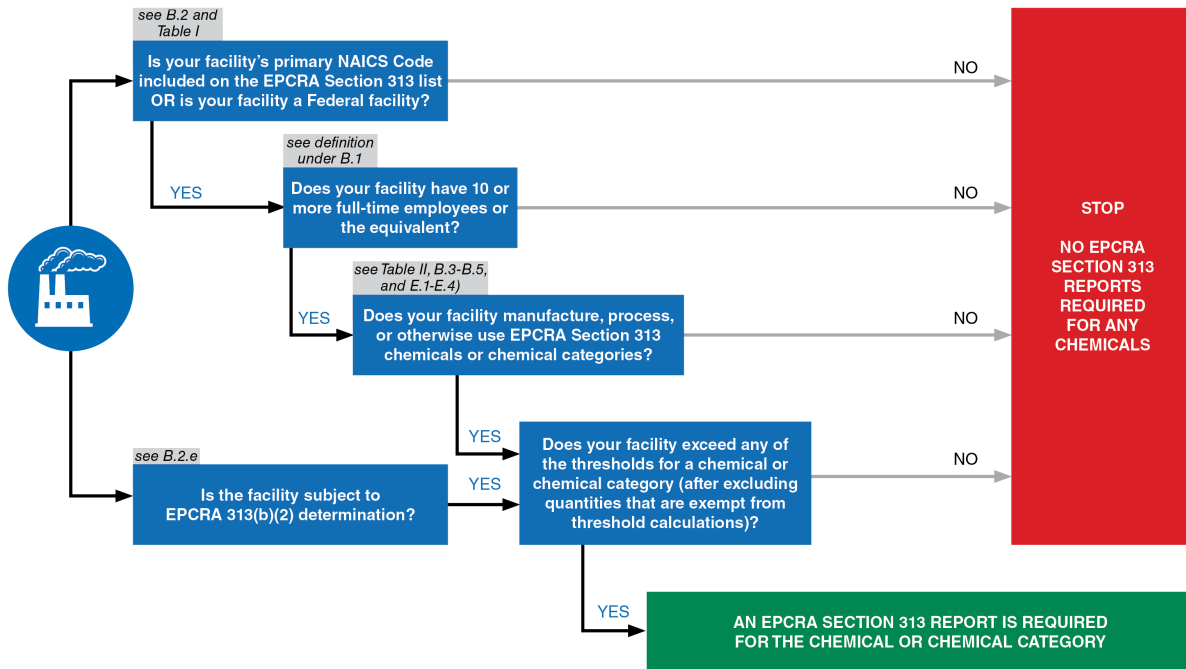 see B.2 and
Table I
Is your facility’s primary NAICS Code
included on the EPCRA Section 313 list
OR is your facility a Federal facility?
NO
see definition
under B.1
YES
Does your facility have 10 or
more full-time employees or
the equivalent?
NO
see Table II, B.3-B.5,
and E.1-E.4)
YES
Does your facility manufacture, process,
or otherwise use EPCRA Section 313
chemicals or chemical categories?
NO
STOP
NO EPCRA
SECTION 313
REPORTS
REQUIRED
FOR ANY
CHEMICALS
YES
see B.2.e
Is the facility subject to
EPCRA 313(b)(2) determination?
YES
Does your facility exceed any of
the thresholds for a chemical or
chemical category (after excluding
quantities that are exempt from
threshold calculations)?
NO
YES
AN EPCRA SECTION 313 REPORT IS REQUIRED
FOR THE CHEMICAL OR CHEMICAL CATEGORY